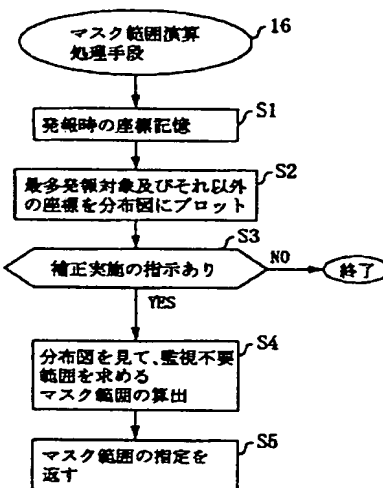 マスク範囲演算
処理手段
16
発報時の座標記憶
S1
最多発報対象及びそれ以外
の座標を分布図にプロット
S2
補正実施の指示あり
S3
NO
終了
YES
分布図を見て、監視不要
範囲を求める
マスク範囲の算出
S4
マスク範囲の指定を
返す
S5